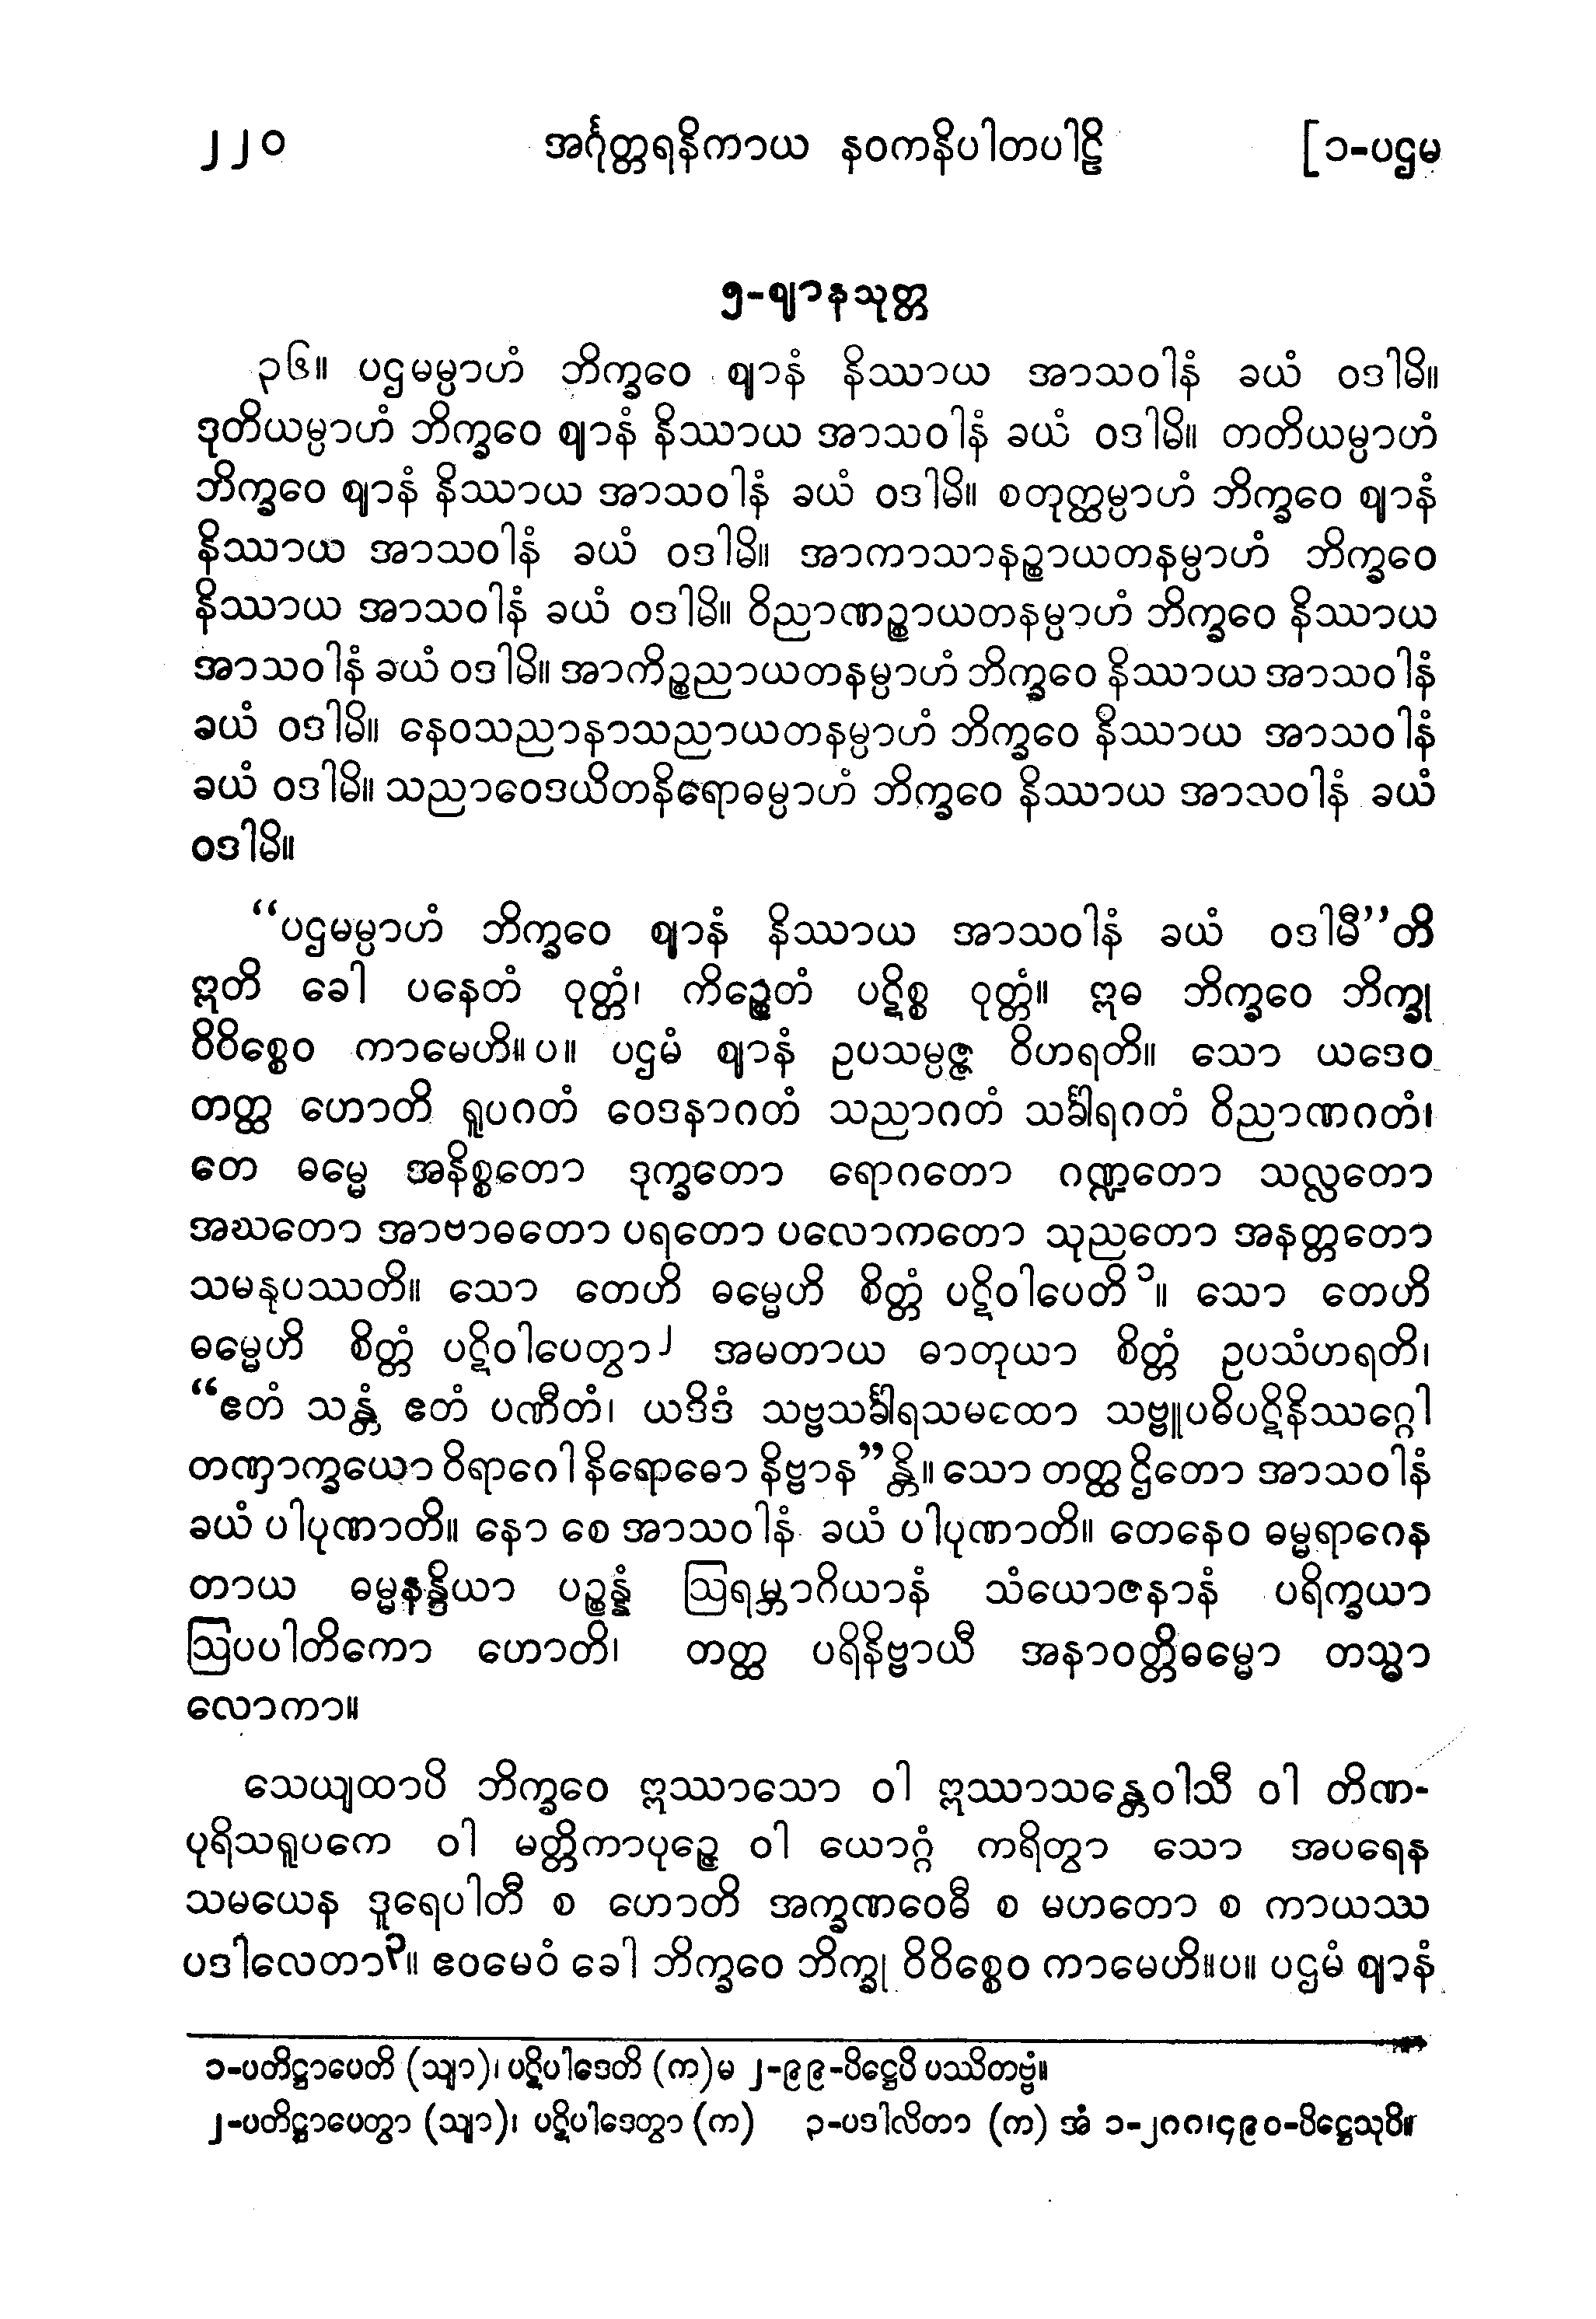 ၂၂၀ အင်္ဂုတ္တရနိကာယ နဝကနိပါတပါဠိ [၁-ပဌမ
၅-ဈာနသုတ္တ
၃၆။ ပဌမမ္ပာဟံ ဘိက္ခဝေ ဈာနံ နိဿာယ အာသဝါနံ ခယံ ဝဒါမိ။
ဒုတိယမ္ပာဟံ ဘိက္ခဝေ ဈာနံ နိဿာယ အာသဝါနံ ခယံ ဝဒါမိ။ တတိယမ္ပာဟံ
ဘိက္ခဝေ ဈာနံ နိဿာယ အာသဝါနံ ခယံ ဝဒါမိ။ စတုတ္ထမ္ပာဟံ ဘိက္ခဝေ ဈာနံ
နိဿာယ အာသဝါနံ ခယံ ဝဒါမိ။ အာကာသာနဉ္စာယတနမ္ပာဟံ ဘိက္ခဝေ
နိဿာယ အာသဝါနံ ခယံ ဝဒါမိ။ ဝိညာဏဉ္စာယတနမ္ပာဟံ ဘိက္ခဝေ နိဿာယ
အာသဝါနံ ခယံ ဝဒါမိ။ အာကိဉ္စညာယတနမ္ပာဟံ ဘိက္ခဝေ နိဿာယ အာသဝါနံ
ခယံ ဝဒါမိ။ နေဝသညာနာသညာယတနမ္ပာဟံ ဘိက္ခဝေ နိဿာယ အာသဝါနံ
ခယံ ဝဒါမိ။ သညာဝေဒယိတနိရောဓမ္ပာဟံ ဘိက္ခဝေ နိဿာယ အာသဝါနံ ခယံ
ဝဒါမိ။
“ပဌမမ္ပာဟံ ဘိက္ခဝေ ဈာနံ နိဿာယ အာသဝါနံ ခယံ ဝဒါမီ”တိ
ဣတိ ခေါ ပနေတံ ဝုတ္တံ၊ ကိဉ္စေတံ ပဋိစ္စ ဝုတ္တံ။ ဣဓ ဘိက္ခဝေ ဘိက္ခု
ဝိဝိစ္စေဝ ကာမေဟိ။ပ။ ပဌမံ ဈာနံ ဥပသမ္ပဇ္ဇ ဝိဟရတိ။ သော ယဒေဝ
တတ္ထ ဟောတိ ရူပဂတံ ဝေဒနာဂတံ သညာဂတံ သင်္ခါရဂတံ ဝိညာဏဂတံ၊
တေ ဓမ္မေ အနိစ္စတော ဒုက္ခတော ရောဂတော ဂဏ္ဍတော သလ္လတော
အဃတော အာဗာဓတော ပရတော ပလောကတော သုညတော အနတ္တတော
သမနုပဿတိ။ သော တေဟိ ဓမ္မေဟိ စိတ္တံ ပဋိဝါပေတိ၁။ သော တေဟိ
ဓမ္မေဟိ စိတ္တံ ပဋိဝါပေတွာ၂ အမတာယ ဓာတုယာ စိတ္တံ ဥပသံဟရတိ၊
“ဧတံ သန္တံ ဧတံ ပဏီတံ၊ ယဒိဒံ သဗ္ဗသင်္ခါရသမထော သဗ္ဗူပဓိပဋိနိဿဂ္ဂေါ
တဏှာက္ခယော ဝိရာဂေါ နိရောဓော နိဗ္ဗာန”န္တိ။ သော တတ္ထ ဌိတော အာသဝါနံ
ခယံ ပါပုဏာတိ။ နော စေ အာသဝါနံ ခယံ ပါပုဏာတိ။ တေနေဝ ဓမ္မရာဂေန
တာယ ဓမ္မနန္ဒိယာ ပဉ္စန္နံ ဩရမ္ဘာဂိယာနံ သံယောဇနာနံ ပရိက္ခယာ
ဩပပါတိကော ဟောတိ၊ တတ္ထ ပရိနိဗ္ဗာယီ အနာဝတ္တိဓမ္မော တသ္မာ
လောကာ။
သေယျထာပိ ဘိက္ခဝေ ဣဿာသော ဝါ ဣဿာသန္တေဝါသီ ဝါ တိဏ-
ပုရိသရူပကေ ဝါ မတ္တိကာပုဉ္ဇေ ဝါ ယောဂ္ဂံ ကရိတွာ သော အပရေန
သမယေန ဒူရေပါတီ စ ဟောတိ အက္ခဏဝေဓီ စ မဟတော စ ကာယဿ
ပဒါလေတာ၃။ ဧဝမေဝံ ခေါ ဘိက္ခဝေ ဘိက္ခု ဝိဝိစ္စေဝ ကာမေဟိ။ပ။ ပဌမံ ဈာနံ
၁-ပတိဋ္ဌာပေတိ (သျာ)၊ ပဋိပါဒေတိ (က)မ ၂-၉၉-ပိဋ္ဌေပိ ပဿိတဗ္ဗံ။
၂-ပတိဋ္ဌာပေတွာ (သျာ)၊ ပဋိပါဒေတွာ (က) ၃-ပဒါလိတာ (က) အံ ၁-၂၈၈၊၄၉၀-ပိဋ္ဌေသုပိ။